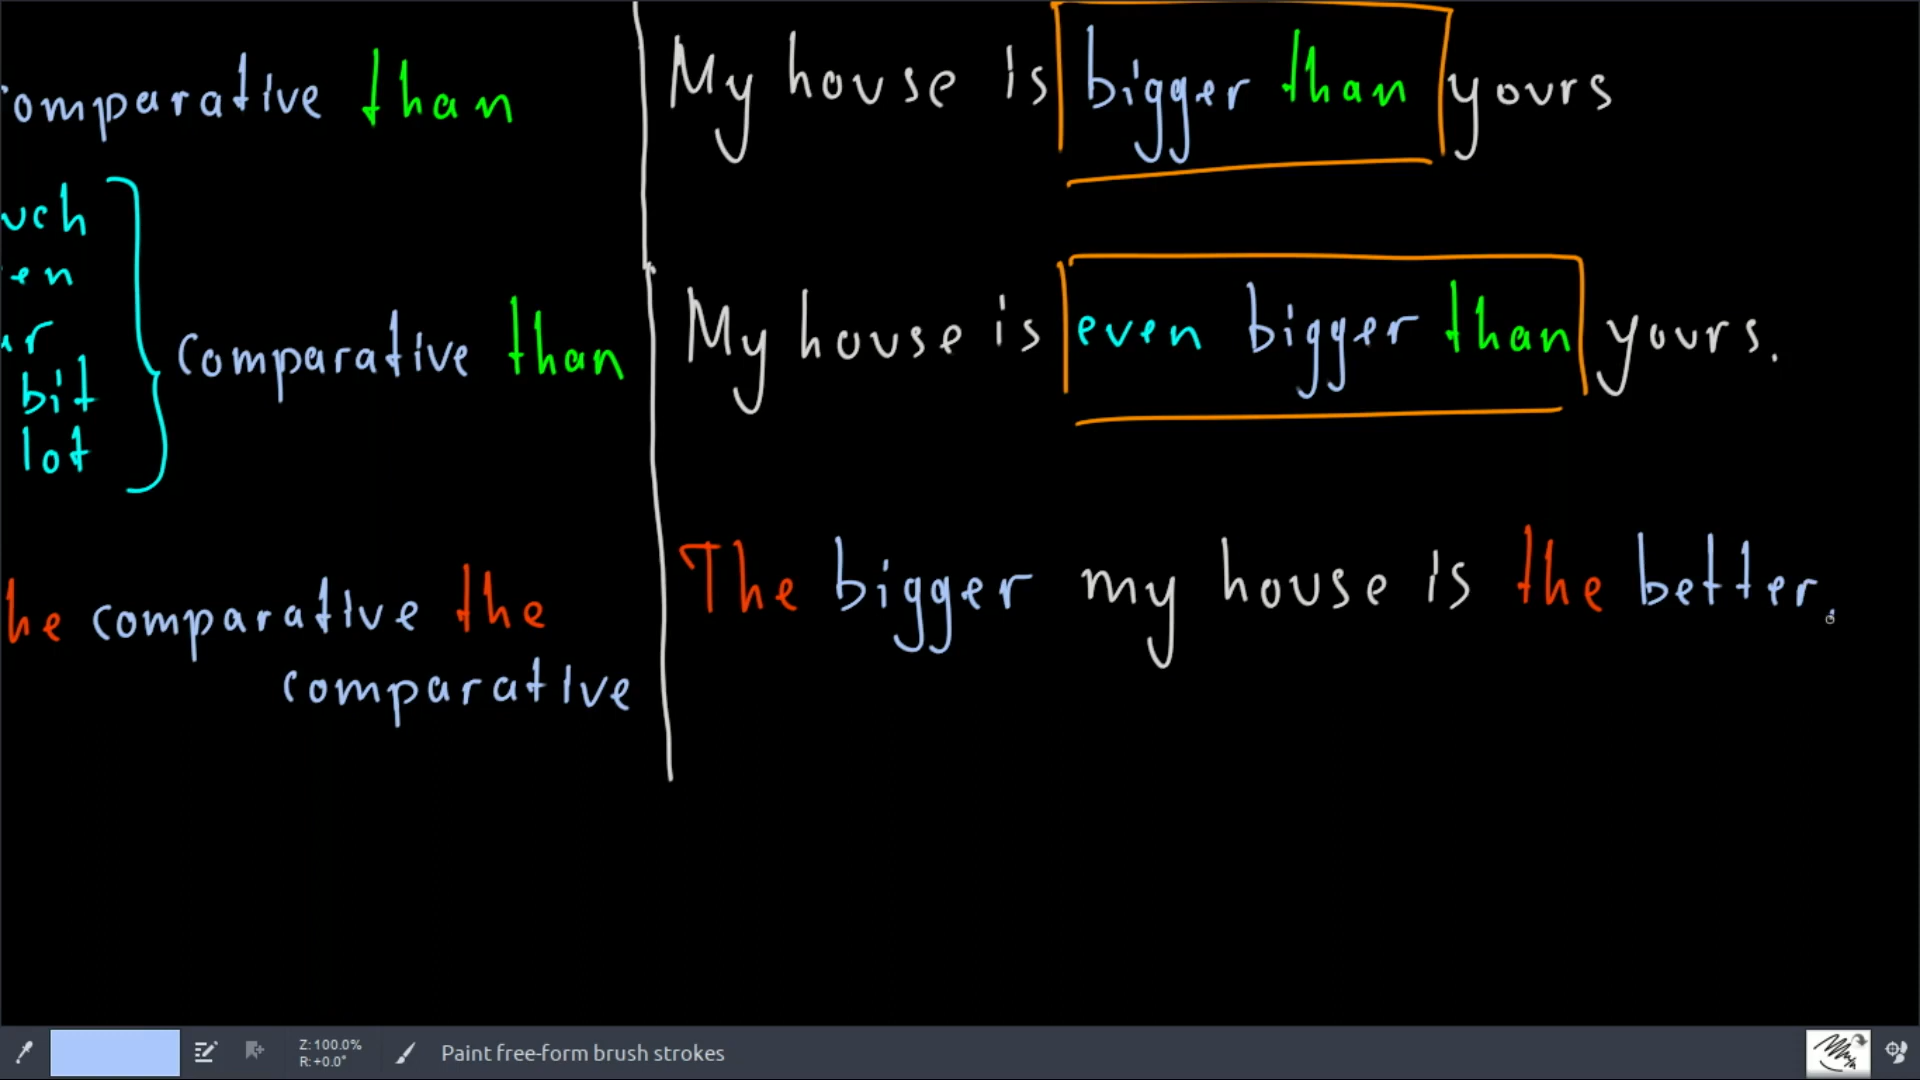 omparative than
My house is bigger than yours
uch
en
ar
bit
lot
comparative than
My house is even bigger than yours.
he comparative the
comparative
The bigger my house is the better.
Z: 100.0%
R: +0.0°
Paint free-form brush strokes